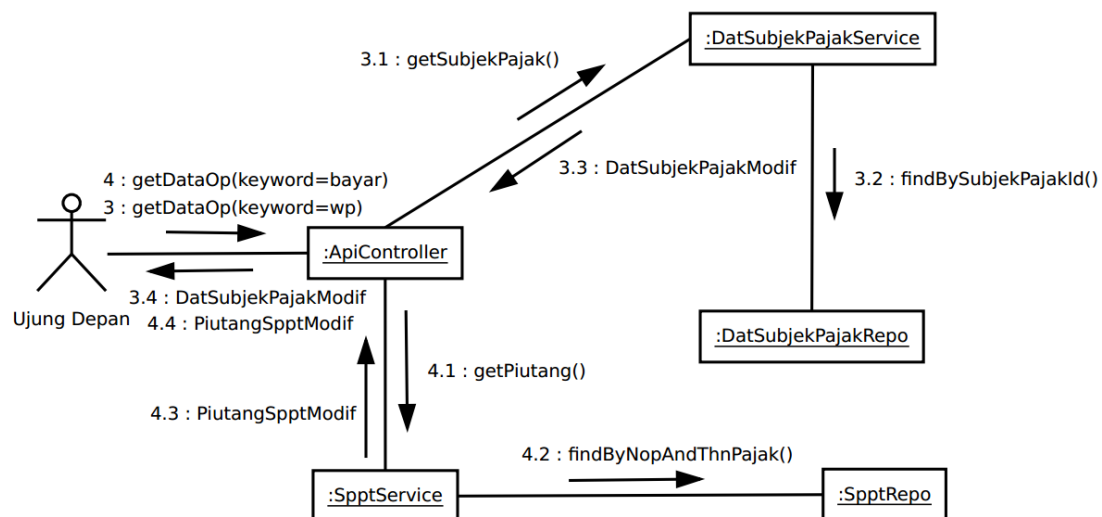 :DatSubjekPajakService
3.1 : getSubjekPajak()
3.3 : DatSubjekPajakModif
3.2 : findBySubjekPajakId()
4 : getDataOp(keyword=bayar)
3 : getDataOp(keyword=wp)
:ApiController
3.4 : DatSubjekPajakModif
4.4 : PiutangSpptModif
Ujung Depan
:DatSubjekPajakRepo
4.1 : getPiutang()
4.3 : PiutangSpptModif
4.2 : findByNopAndThnPajak()
:SpptService
:SpptRepo